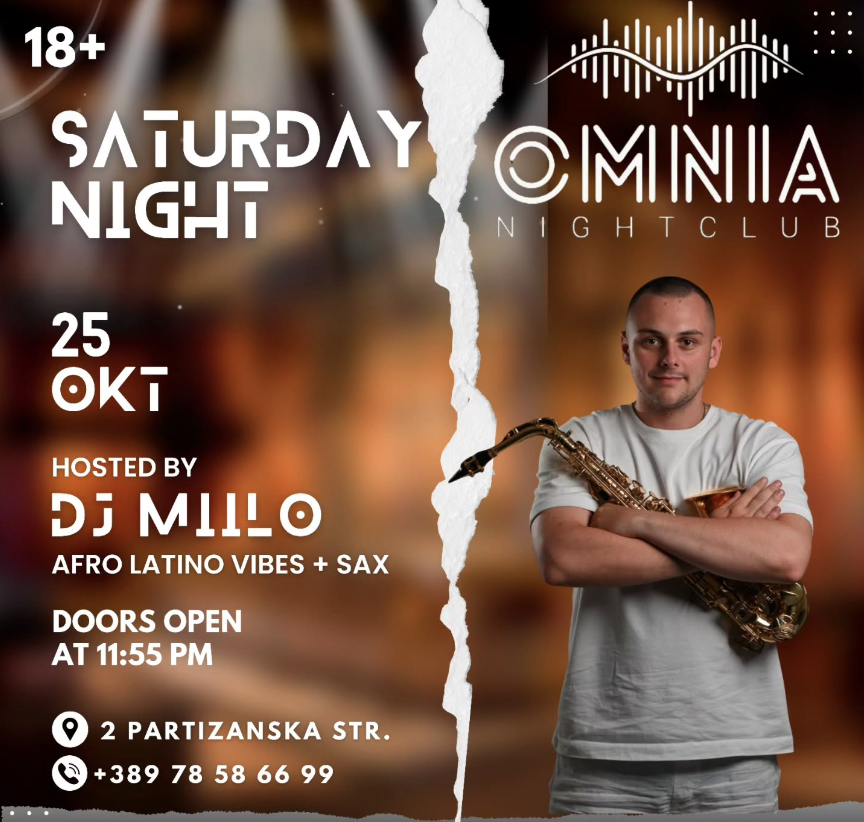 18+
SATURDAY
NIGHT
OMNIA
NIGHTCLUB
25
OKT
HOSTED BY
DJ MIILO
AFRO LATINO VIBES + SAX
DOORS OPEN
AT 11:55 PM
2 PARTIZANSKA STR.
+389 78 58 66 99